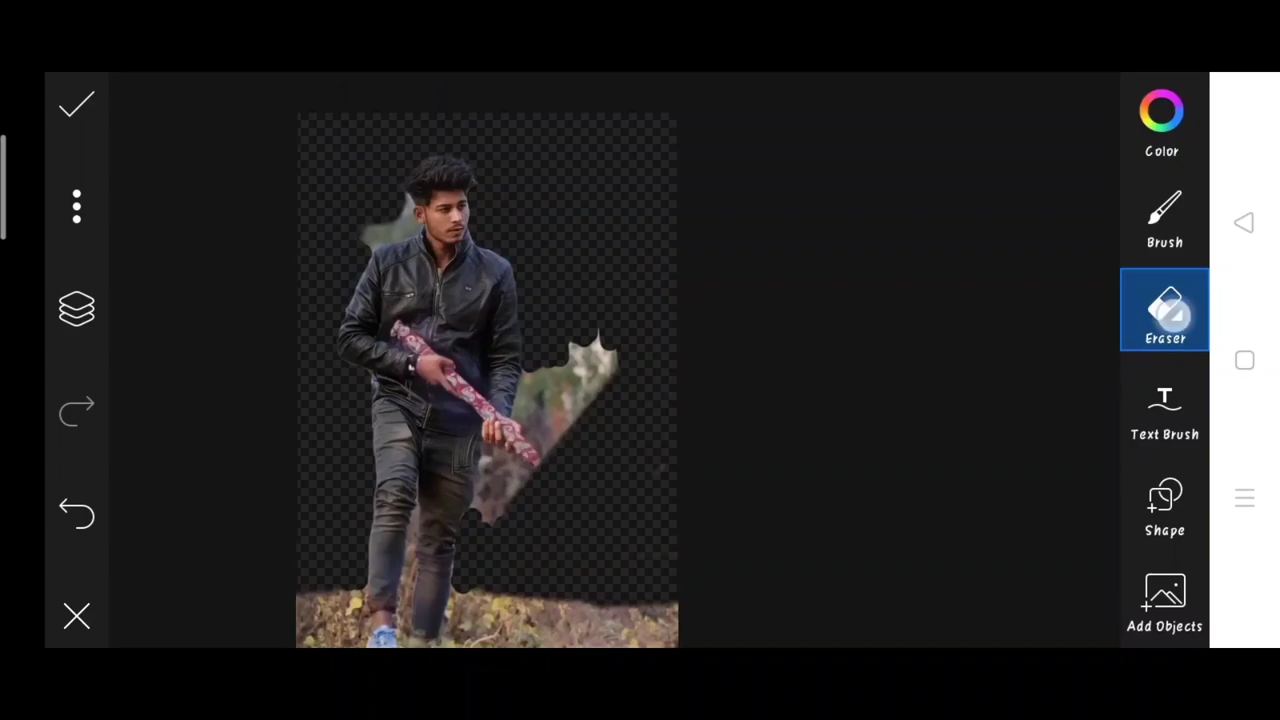 Color
Brush
Eraser
Text Brush
Shape
Add Objects